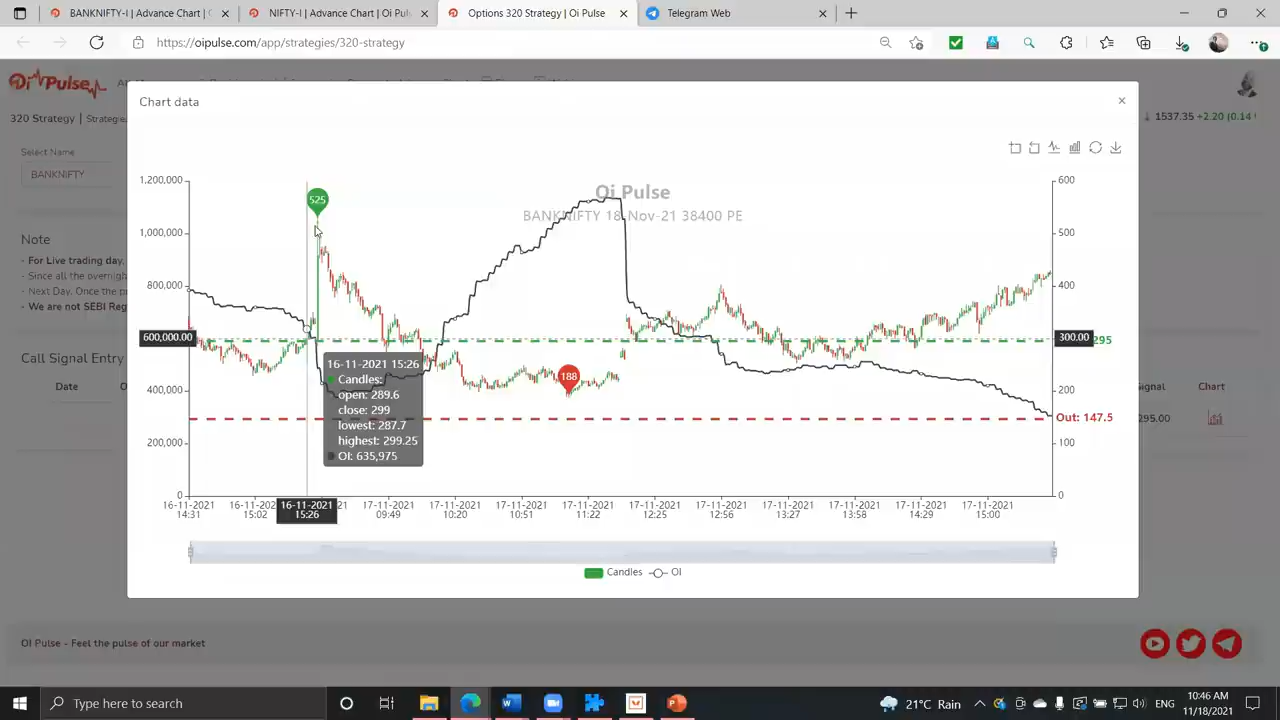 BANKNIFTY-I | Advance Chart | O
NIFTY-I | Advance Chart | Oi Pul
Options 320 Strategy | Oi Pulse
Telegram Web
https://oipulse.com/app/strategies/320-strategy
Oi Pulse
320 Strategy | Strategie
1537.35 +2.20 (0.14
Select Name
BANKNIFTY
Note
- For Live trading day,
- Since all the overnigh
- Next Day. Once the p
- We are not SEBI Reg
Call Signal Entry
Date
O
ignal
Chart
295.00
Chart data
Oi Pulse
BANKNIFTY 18-Nov-21 38400 PE
1,200,000
1,000,000
800,000
600,000.00
400,000
200,000
0
600
500
400
300.00
295
200
Out: 147.5
100
0
525
188
16-11-2021 15:26
Candles:
open: 289.6
close: 299
lowest: 287.7
highest: 299.25
OI: 635,975
16-11-2021 14:31
16-11-2021 15:02
16-11-2021 15:26
17-11-2021 09:49
17-11-2021 10:20
17-11-2021 10:51
17-11-2021 11:22
17-11-2021 12:25
17-11-2021 12:56
17-11-2021 13:27
17-11-2021 13:58
17-11-2021 14:29
17-11-2021 15:00
Candles
OI
OI Pulse - Feel the pulse of our market
Type here to search
21°C Rain
ENG
10:46 AM
11/18/2021